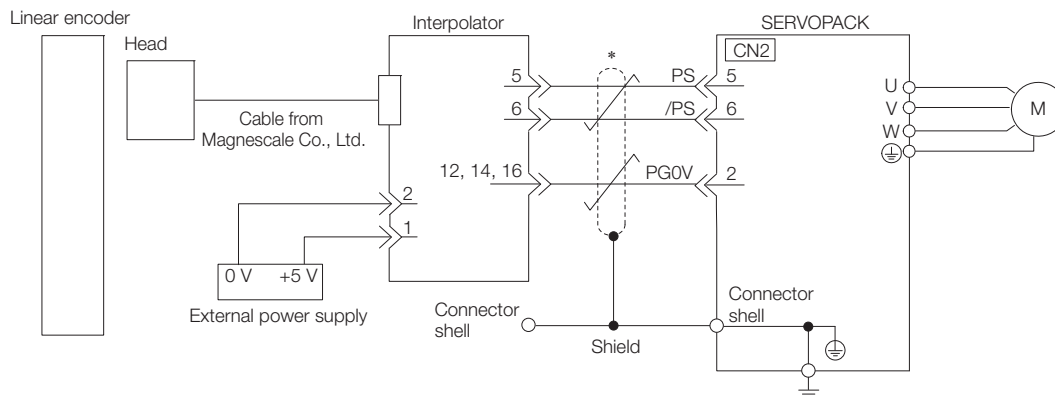 Linear encoder
Head
Interpolator
SERVOPACK
CN2
*
5
PS
5
6
/PS
6
Cable from
Magnescale Co., Ltd.
12, 14, 16
PG0V
2
U
V
W
M
2
1
0 V
+5 V
External power supply
Connector
shell
Shield
Connector
shell